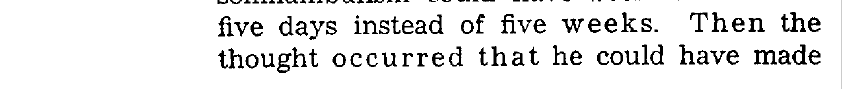 five days instead of five weeks. Then the
thought occurred that he could have made